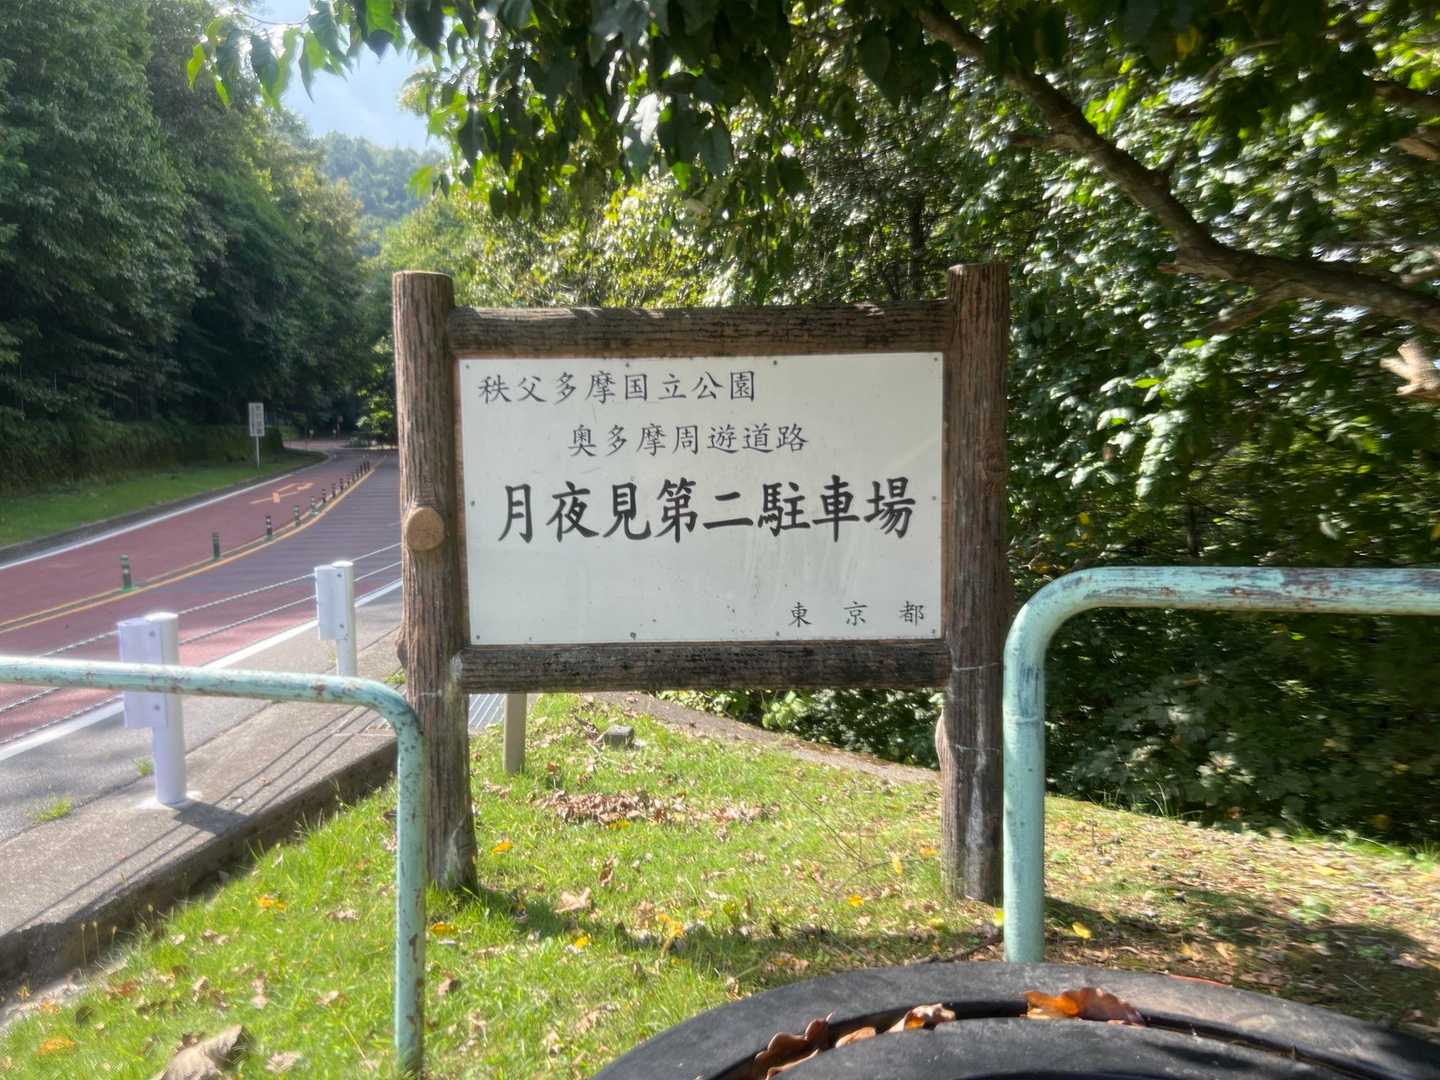 秩父多摩国立公園
奥多摩周遊道路
月夜見第二駐車場
東京都